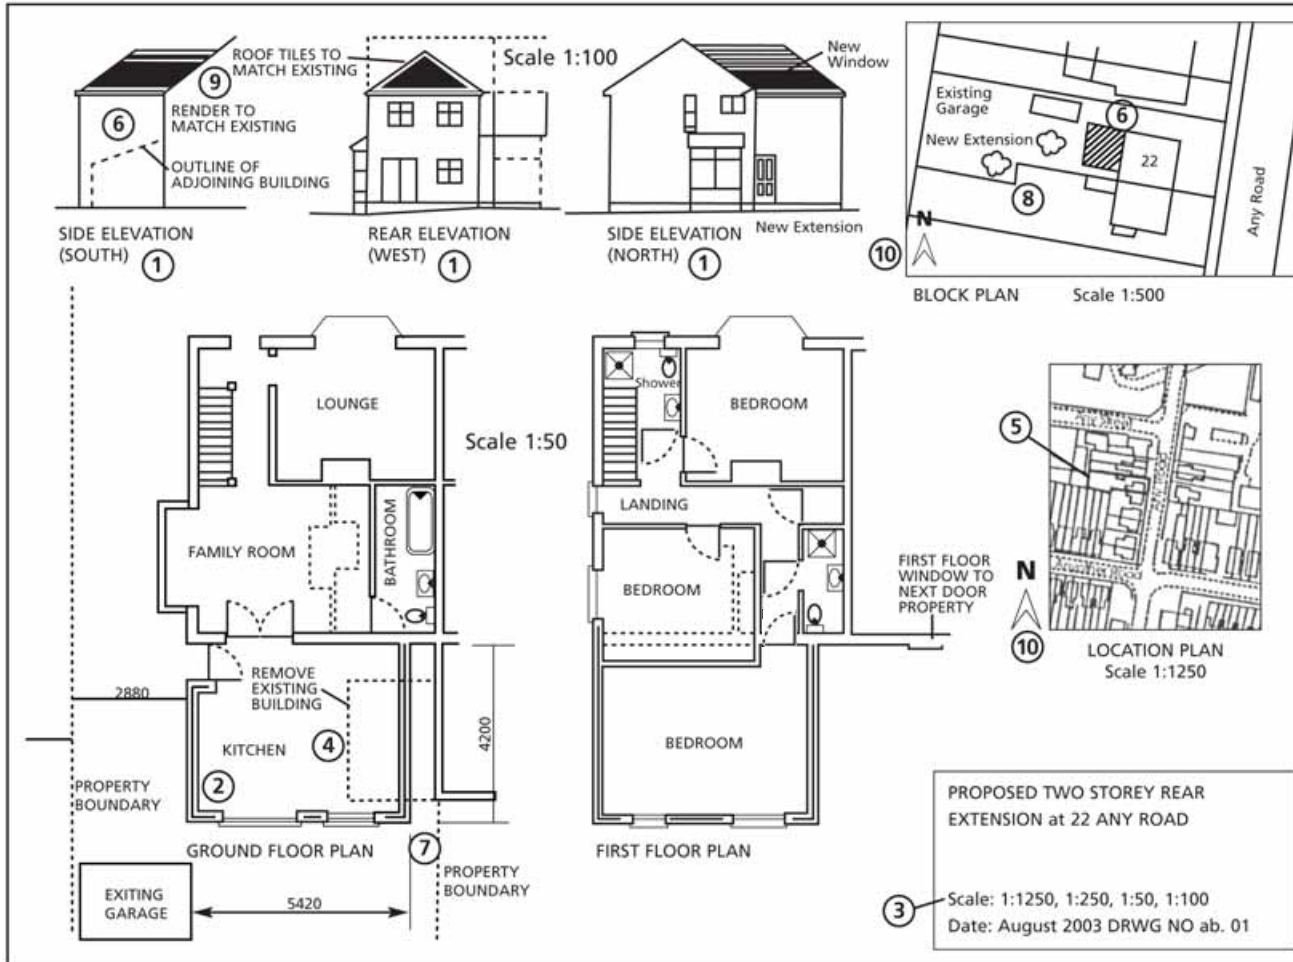 ROOF TILES TO
MATCH EXISTING
9
RENDER TO
MATCH EXISTING
6
OUTLINE OF
ADJOINING BUILDING
SIDE ELEVATION
(SOUTH)
1
Scale 1:100
REAR ELEVATION
(WEST)
1
New
Window
New Extension
SIDE ELEVATION
(NORTH)
1
Existing
Garage
6
New Extension
22
8
Any Road
N
10
BLOCK PLAN
Scale 1:500
LOUNGE
Scale 1:50
FAMILY ROOM
BATHROOM
REMOVE
EXISTING
BUILDING
4
2880
4200
KITCHEN
2
PROPERTY
BOUNDARY
GROUND FLOOR PLAN
7
PROPERTY
BOUNDARY
EXITING
GARAGE
5420
Shower
BEDROOM
LANDING
BEDROOM
BEDROOM
FIRST FLOOR PLAN
FIRST FLOOR
WINDOW TO
NEXT DOOR
PROPERTY
5
Any Road
N
10
LOCATION PLAN
Scale 1:1250
PROPOSED TWO STOREY REAR
EXTENSION at 22 ANY ROAD
3
Scale: 1:1250, 1:250, 1:50, 1:100
Date: August 2003 DRWG NO ab. 01